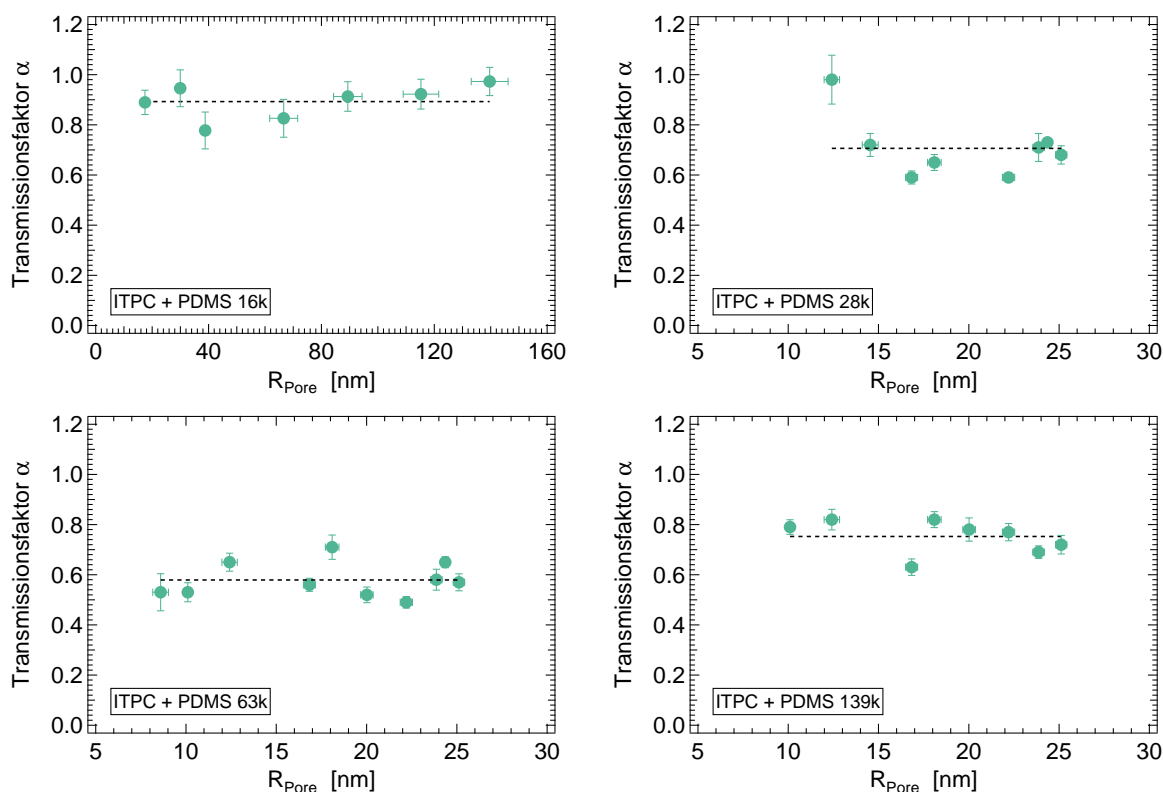 Transmissionsfaktor α
1.2
1.0
0.8
0.6
0.4
0.2
0.0
ITPC + PDMS 16k
0 40 80 120 160
R_Pore [nm]
Transmissionsfaktor α
1.2
1.0
0.8
0.6
0.4
0.2
0.0
ITPC + PDMS 28k
5 10 15 20 25 30
R_Pore [nm]
Transmissionsfaktor α
1.2
1.0
0.8
0.6
0.4
0.2
0.0
ITPC + PDMS 63k
5 10 15 20 25 30
R_Pore [nm]
Transmissionsfaktor α
1.2
1.0
0.8
0.6
0.4
0.2
0.0
ITPC + PDMS 139k
5 10 15 20 25 30
R_Pore [nm]